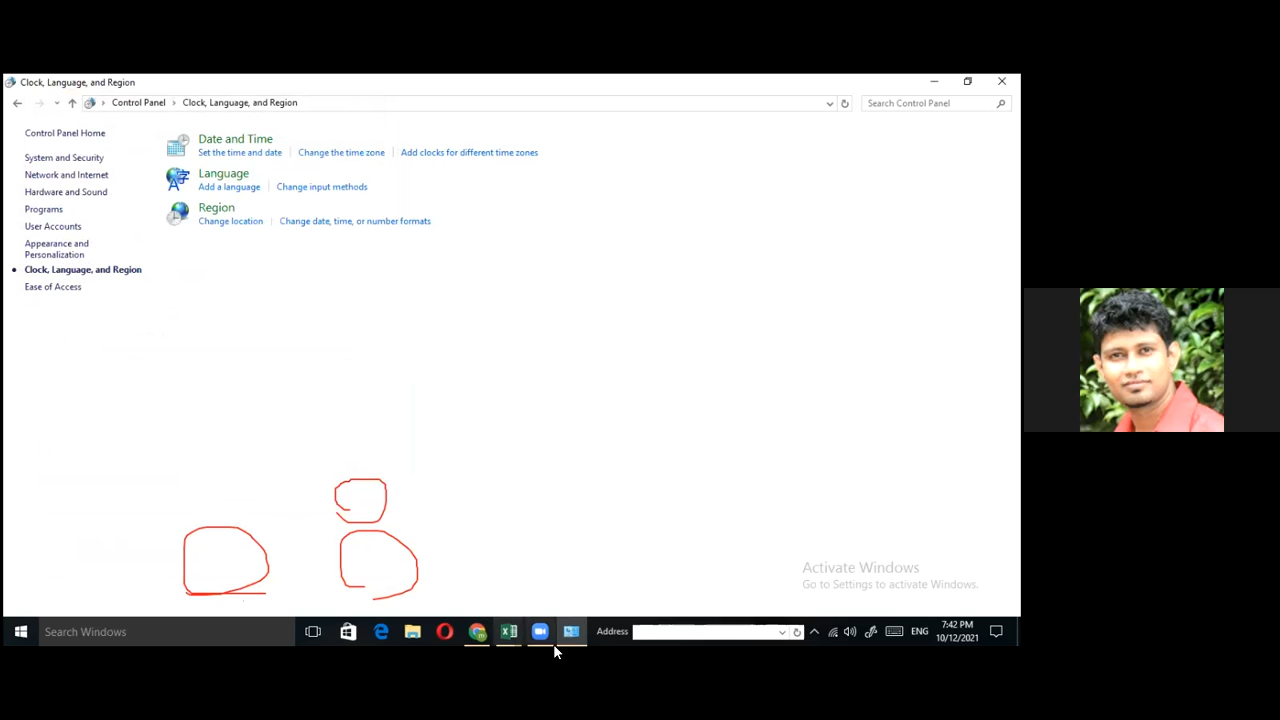 Clock, Language, and Region
Control Panel > Clock, Language, and Region
Search Control Panel
Control Panel Home
System and Security
Network and Internet
Hardware and Sound
Programs
User Accounts
Appearance and
Personalization
Clock, Language, and Region
Ease of Access
Date and Time
Set the time and date
Change the time zone
Add clocks for different time zones
Language
Add a language
Change input methods
Region
Change location
Change date, time, or number formats
Activate Windows
Go to Settings to activate Windows.
Search Windows
Address
ENG
7:42 PM
10/12/2021